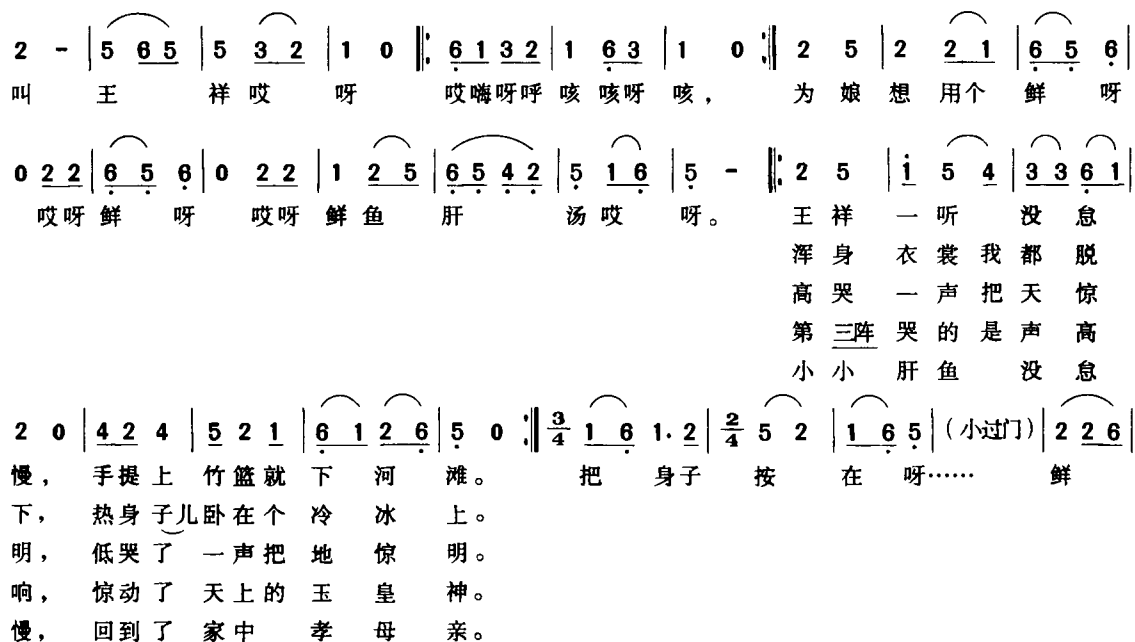 2 - | 5 6 5 | 5 3 2 | 1 0 |: 6 1 3 2 | 1 6 3 | 1 0 :| 2 5 | 2 2 1 | 6 5 6 |
叫 王 祥 哎 呀 哎嗨呀呼 咳 咳呀 咳， 为 娘 想 用个 鲜 呀
0 2 2 | 6 5 6 | 0 2 2 | 1 2 5 | 6 5 4 2 | 5 1 6 | 5 - |: 2 5 | i 5 4 | 3 3 6 1 |
哎呀 鲜 呀 哎呀 鲜 鱼 肝 汤 哎 呀。 王 祥 一 听 没 怠
浑 身 衣 裳 我 都 脱
高 哭 一 声 把 天 惊
第 三阵 哭 的 是 声 高
小 小 肝 鱼 没 怠
2 0 | 4 2 4 | 5 2 1 | 6 1 2 6 | 5 0 :| 3/4 1 6 1. 2 | 2/4 5 2 | 1 6 5 | (小过门) | 2 2 6 |
慢， 手提上 竹篮就 下 河 滩。 把 身子 按 在 呀…… 鲜
下， 热身子儿卧在个 冷 冰 上。
明， 低哭了 一声把 地 惊 明。
响， 惊动了 天上的 玉 皇 神。
慢， 回到了 家中 孝 母 亲。